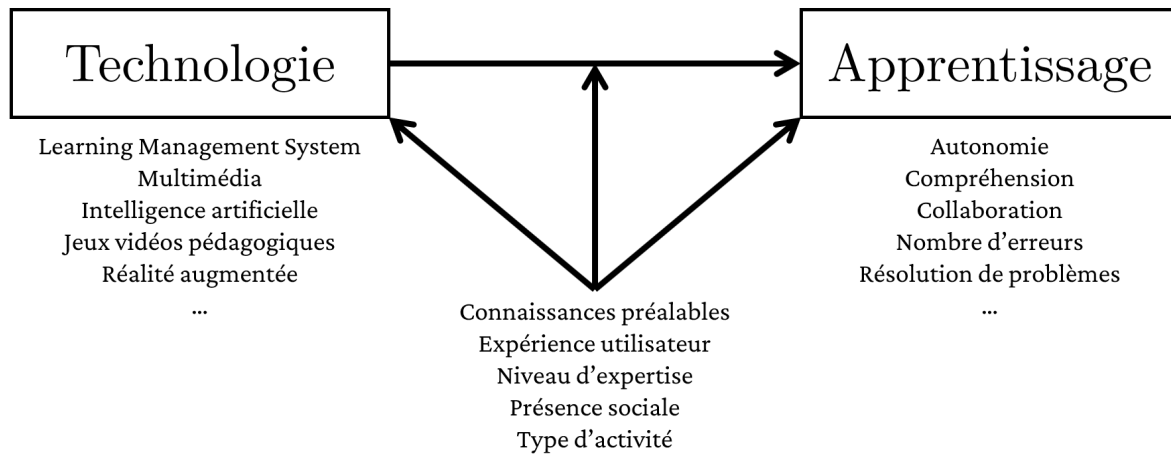 Technologie
Learning Management System
Multimédia
Intelligence artificielle
Jeux vidéos pédagogiques
Réalité augmentée
...
Apprentissage
Autonomie
Compréhension
Collaboration
Nombre d'erreurs
Résolution de problèmes
...
Connaissances préalables
Expérience utilisateur
Niveau d'expertise
Présence sociale
Type d'activité